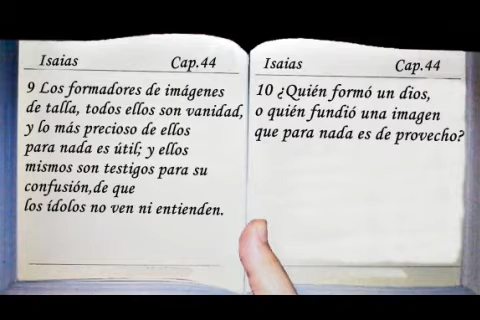 Isaias Cap.44
9 Los formadores de imágenes
de talla, todos ellos son vanidad,
y lo más precioso de ellos
para nada es útil; y ellos
mismos son testigos para su
confusión,de que
los ídolos no ven ni entienden.
Isaias Cap.44
10 ¿Quién formó un dios,
o quién fundió una imagen
que para nada es de provecho?